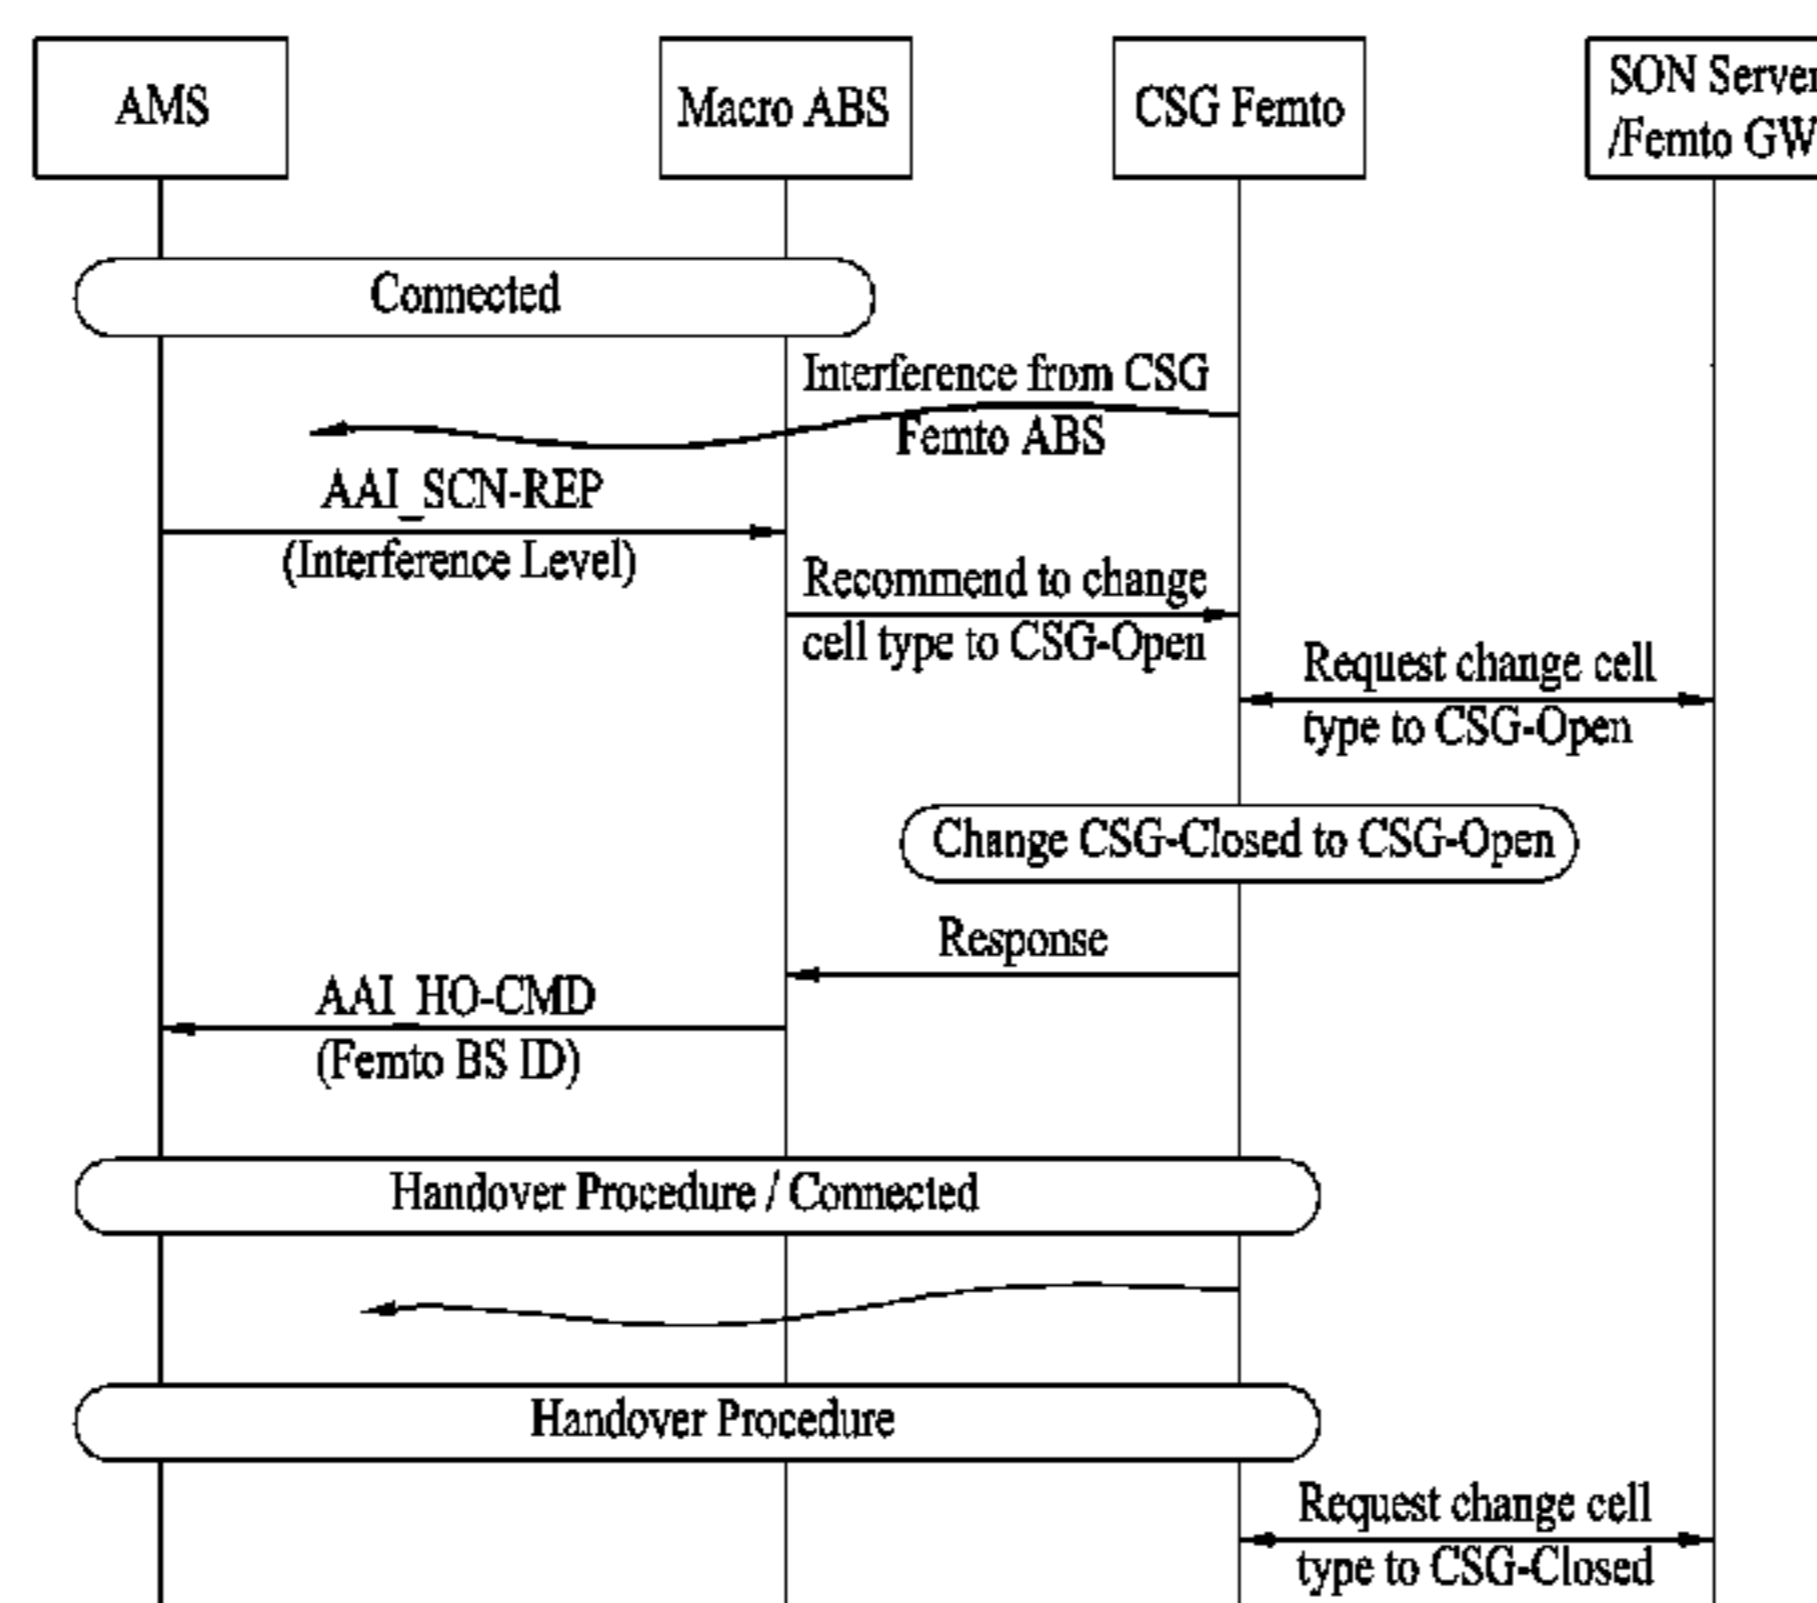 AMS
Macro ABS
CSG Femto
SON Server
/Femto GW
Connected
Interference from CSG
Femto ABS
AAI_SCN-REP
(Interference Level)
Recommend to change
cell type to CSG-Open
Request change cell
type to CSG-Open
Change CSG-Closed to CSG-Open
Response
AAI_HO-CMD
(Femto BS ID)
Handover Procedure / Connected
Handover Procedure
Request change cell
type to CSG-Closed